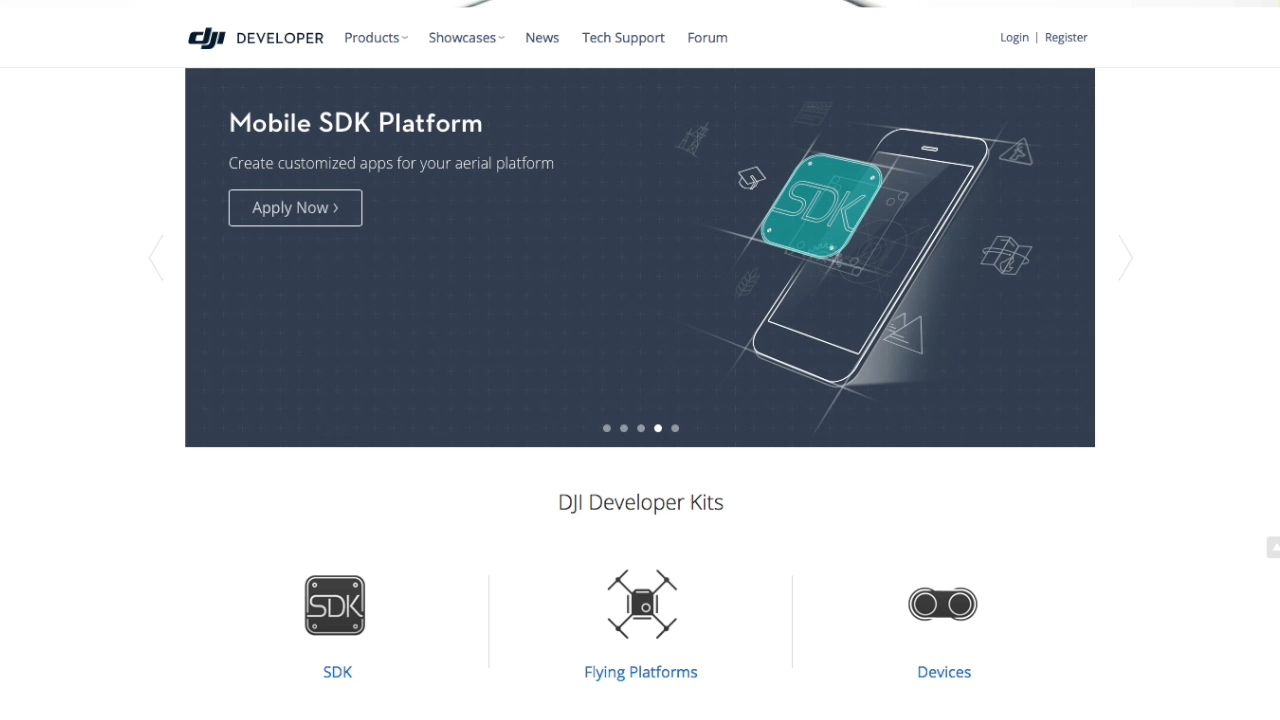 dji DEVELOPER Products Showcases News Tech Support Forum Login | Register
Mobile SDK Platform
Create customized apps for your aerial platform
Apply Now >
SDK
DJI Developer Kits
SDK
SDK Flying Platforms Devices